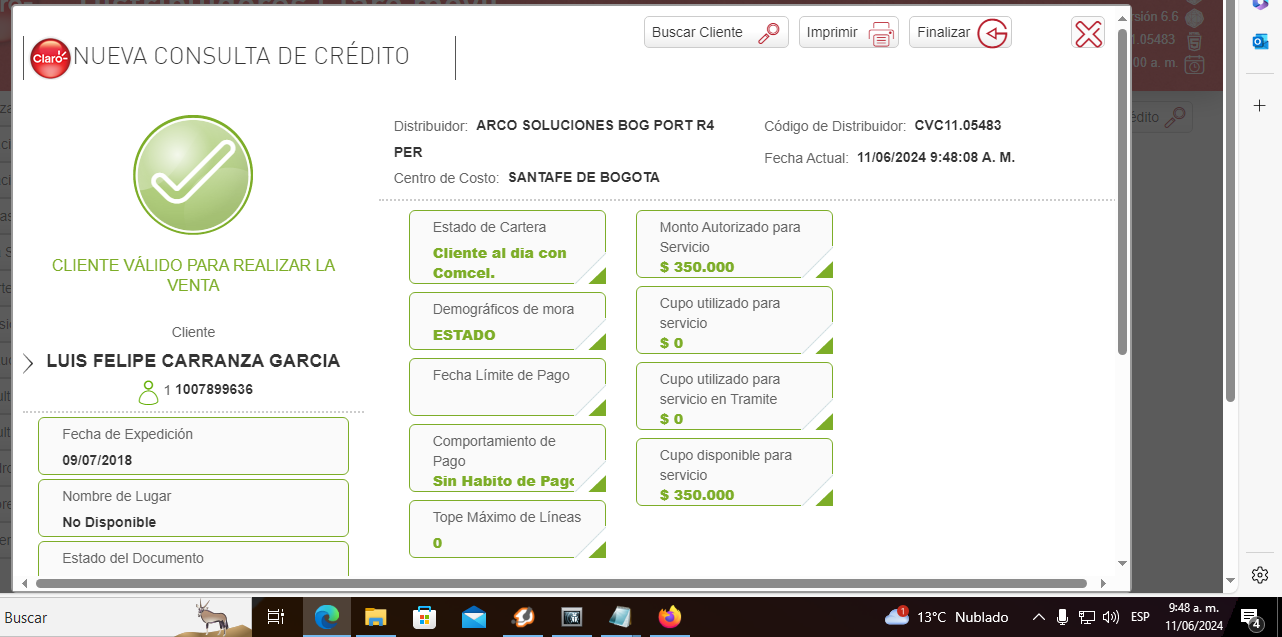 Buscar Cliente
Imprimir
Finalizar
Claro
NUEVA CONSULTA DE CRÉDITO
Distribuidor: ARCO SOLUCIONES BOG PORT R4
PER
Centro de Costo: SANTAFE DE BOGOTA
Código de Distribuidor: CVC11.05483
Fecha Actual: 11/06/2024 9:48:08 A. M.
CLIENTE VÁLIDO PARA REALIZAR LA
VENTA
Cliente
LUIS FELIPE CARRANZA GARCIA
1 1007899636
Fecha de Expedición
09/07/2018
Nombre de Lugar
No Disponible
Estado del Documento
Estado de Cartera
Cliente al dia con
Comcel.
Demográficos de mora
ESTADO
Fecha Límite de Pago
Comportamiento de
Pago
Sin Habito de Pago
Tope Máximo de Líneas
0
Monto Autorizado para
Servicio
$ 350.000
Cupo utilizado para
servicio
$ 0
Cupo utilizado para
servicio en Tramite
$ 0
Cupo disponible para
servicio
$ 350.000
rsión 6.6
1.05483
00 a. m.
édito
Buscar
1
13°C Nublado
ESP
9:48 a. m.
11/06/2024
4